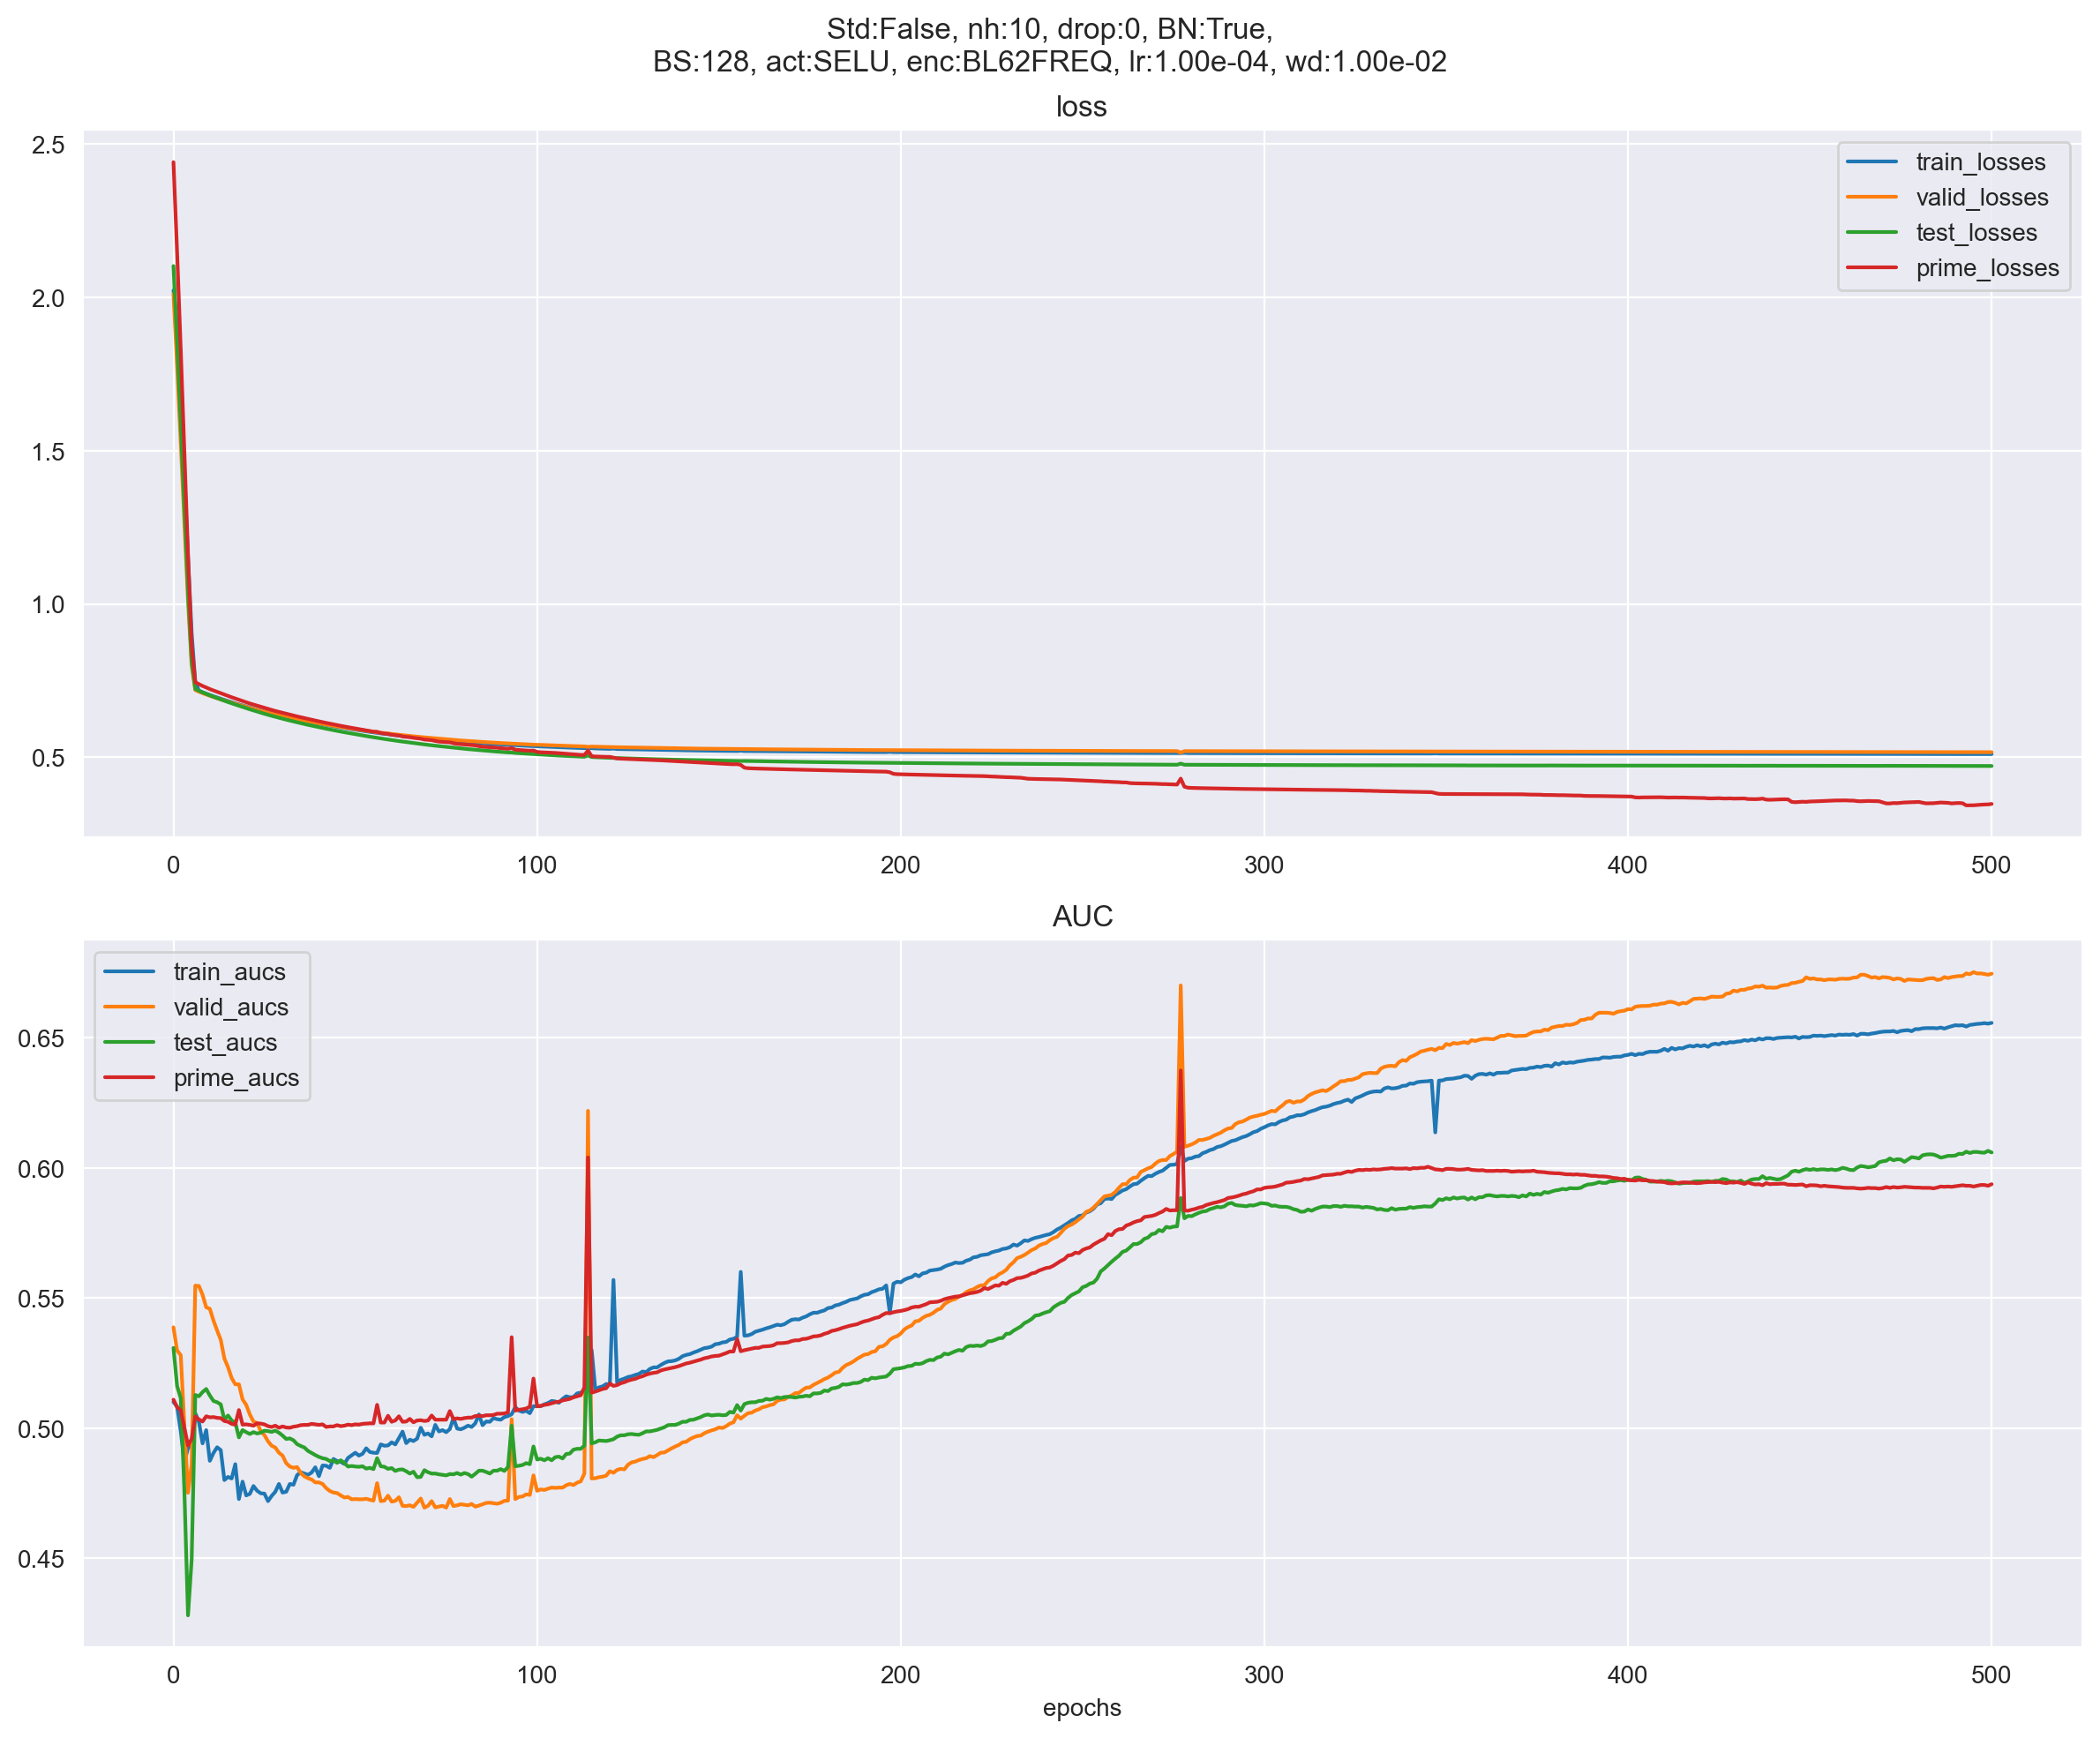 Std:False, nh:10, drop:0, BN:True,
BS:128, act:SELU, enc:BL62FREQ, lr:1.00e-04, wd:1.00e-02
loss
2.5
2.0
1.5
1.0
0.5
train_losses
valid_losses
test_losses
prime_losses
0 100 200 300 400 500
AUC
train_aucs
valid_aucs
test_aucs
prime_aucs
0.65
0.60
0.55
0.50
0.45
0 100 200 300 400 500
epochs